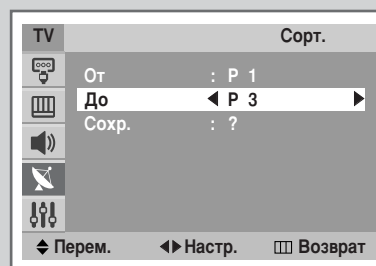 TV Сорт.
От : P 1
До ◀ P 3 ▶
Сохр. : ?
Перем. Настр. Возврат